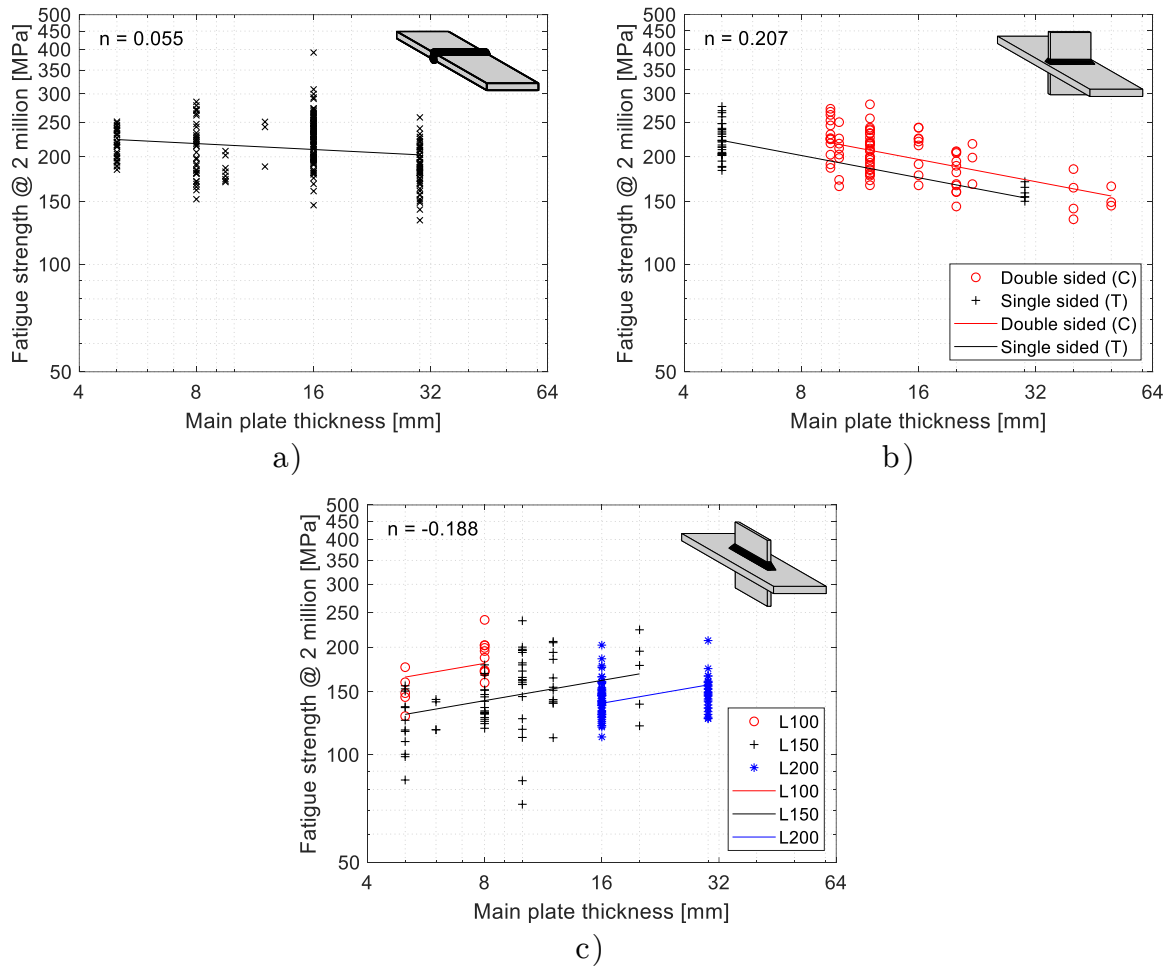 n = 0.055
Fatigue strength @ 2 million [MPa]
500
450
400
350
300
250
200
150
100
50
4 8 16 32 64
Main plate thickness [mm]
a)
n = 0.207
Fatigue strength @ 2 million [MPa]
500
450
400
350
300
250
200
150
100
50
Double sided (C)
Single sided (T)
Double sided (C)
Single sided (T)
4 8 16 32 64
Main plate thickness [mm]
b)
n = -0.188
Fatigue strength @ 2 million [MPa]
500
450
400
350
300
250
200
150
100
50
L100
L150
L200
L100
L150
L200
4 8 16 32 64
Main plate thickness [mm]
c)